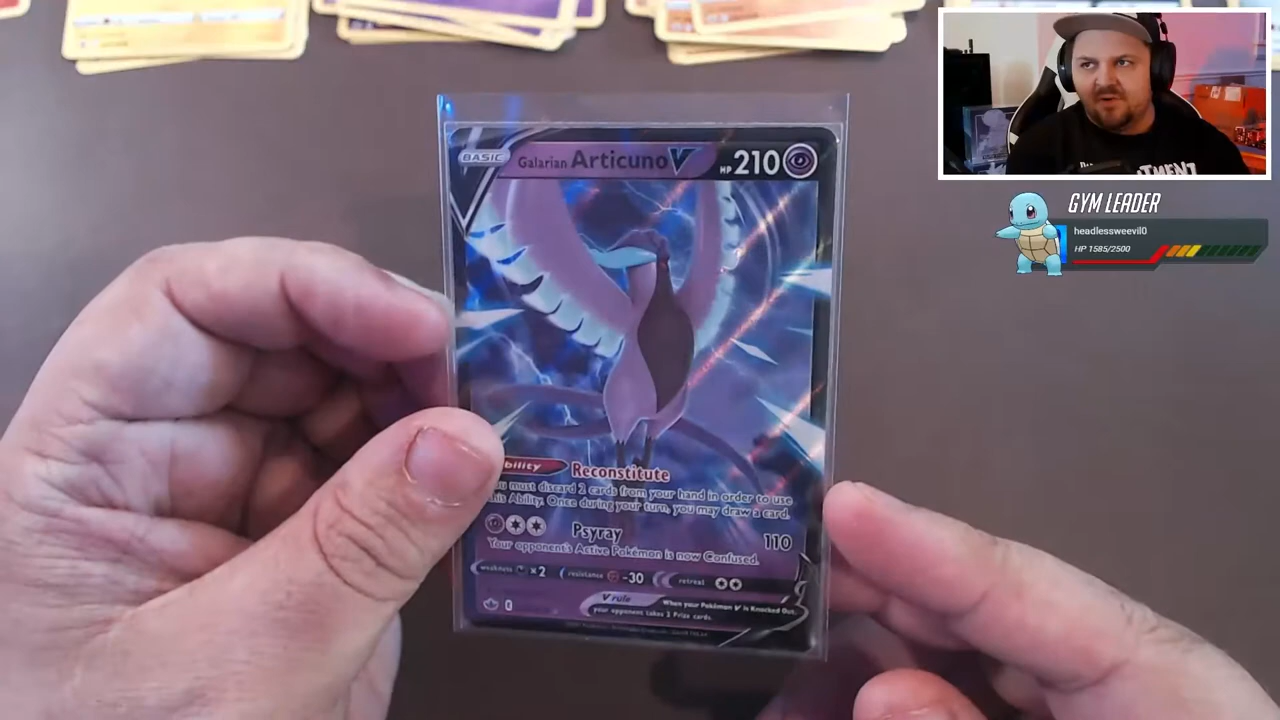 BASIC Galarian Articuno V HP 210
GYM LEADER
headlessweevil0
HP 1585/2500
bility Reconstitute
ou must discard 2 cards from your hand in order to use
his Ability. Once during your turn, you may draw a card.
Psyray 110
Your opponent's Active Pokémon is now Confused.
weakness ×2 resistance -30 retreat
V rule When your Pokémon V is Knocked Out,
your opponent takes 2 Prize cards.